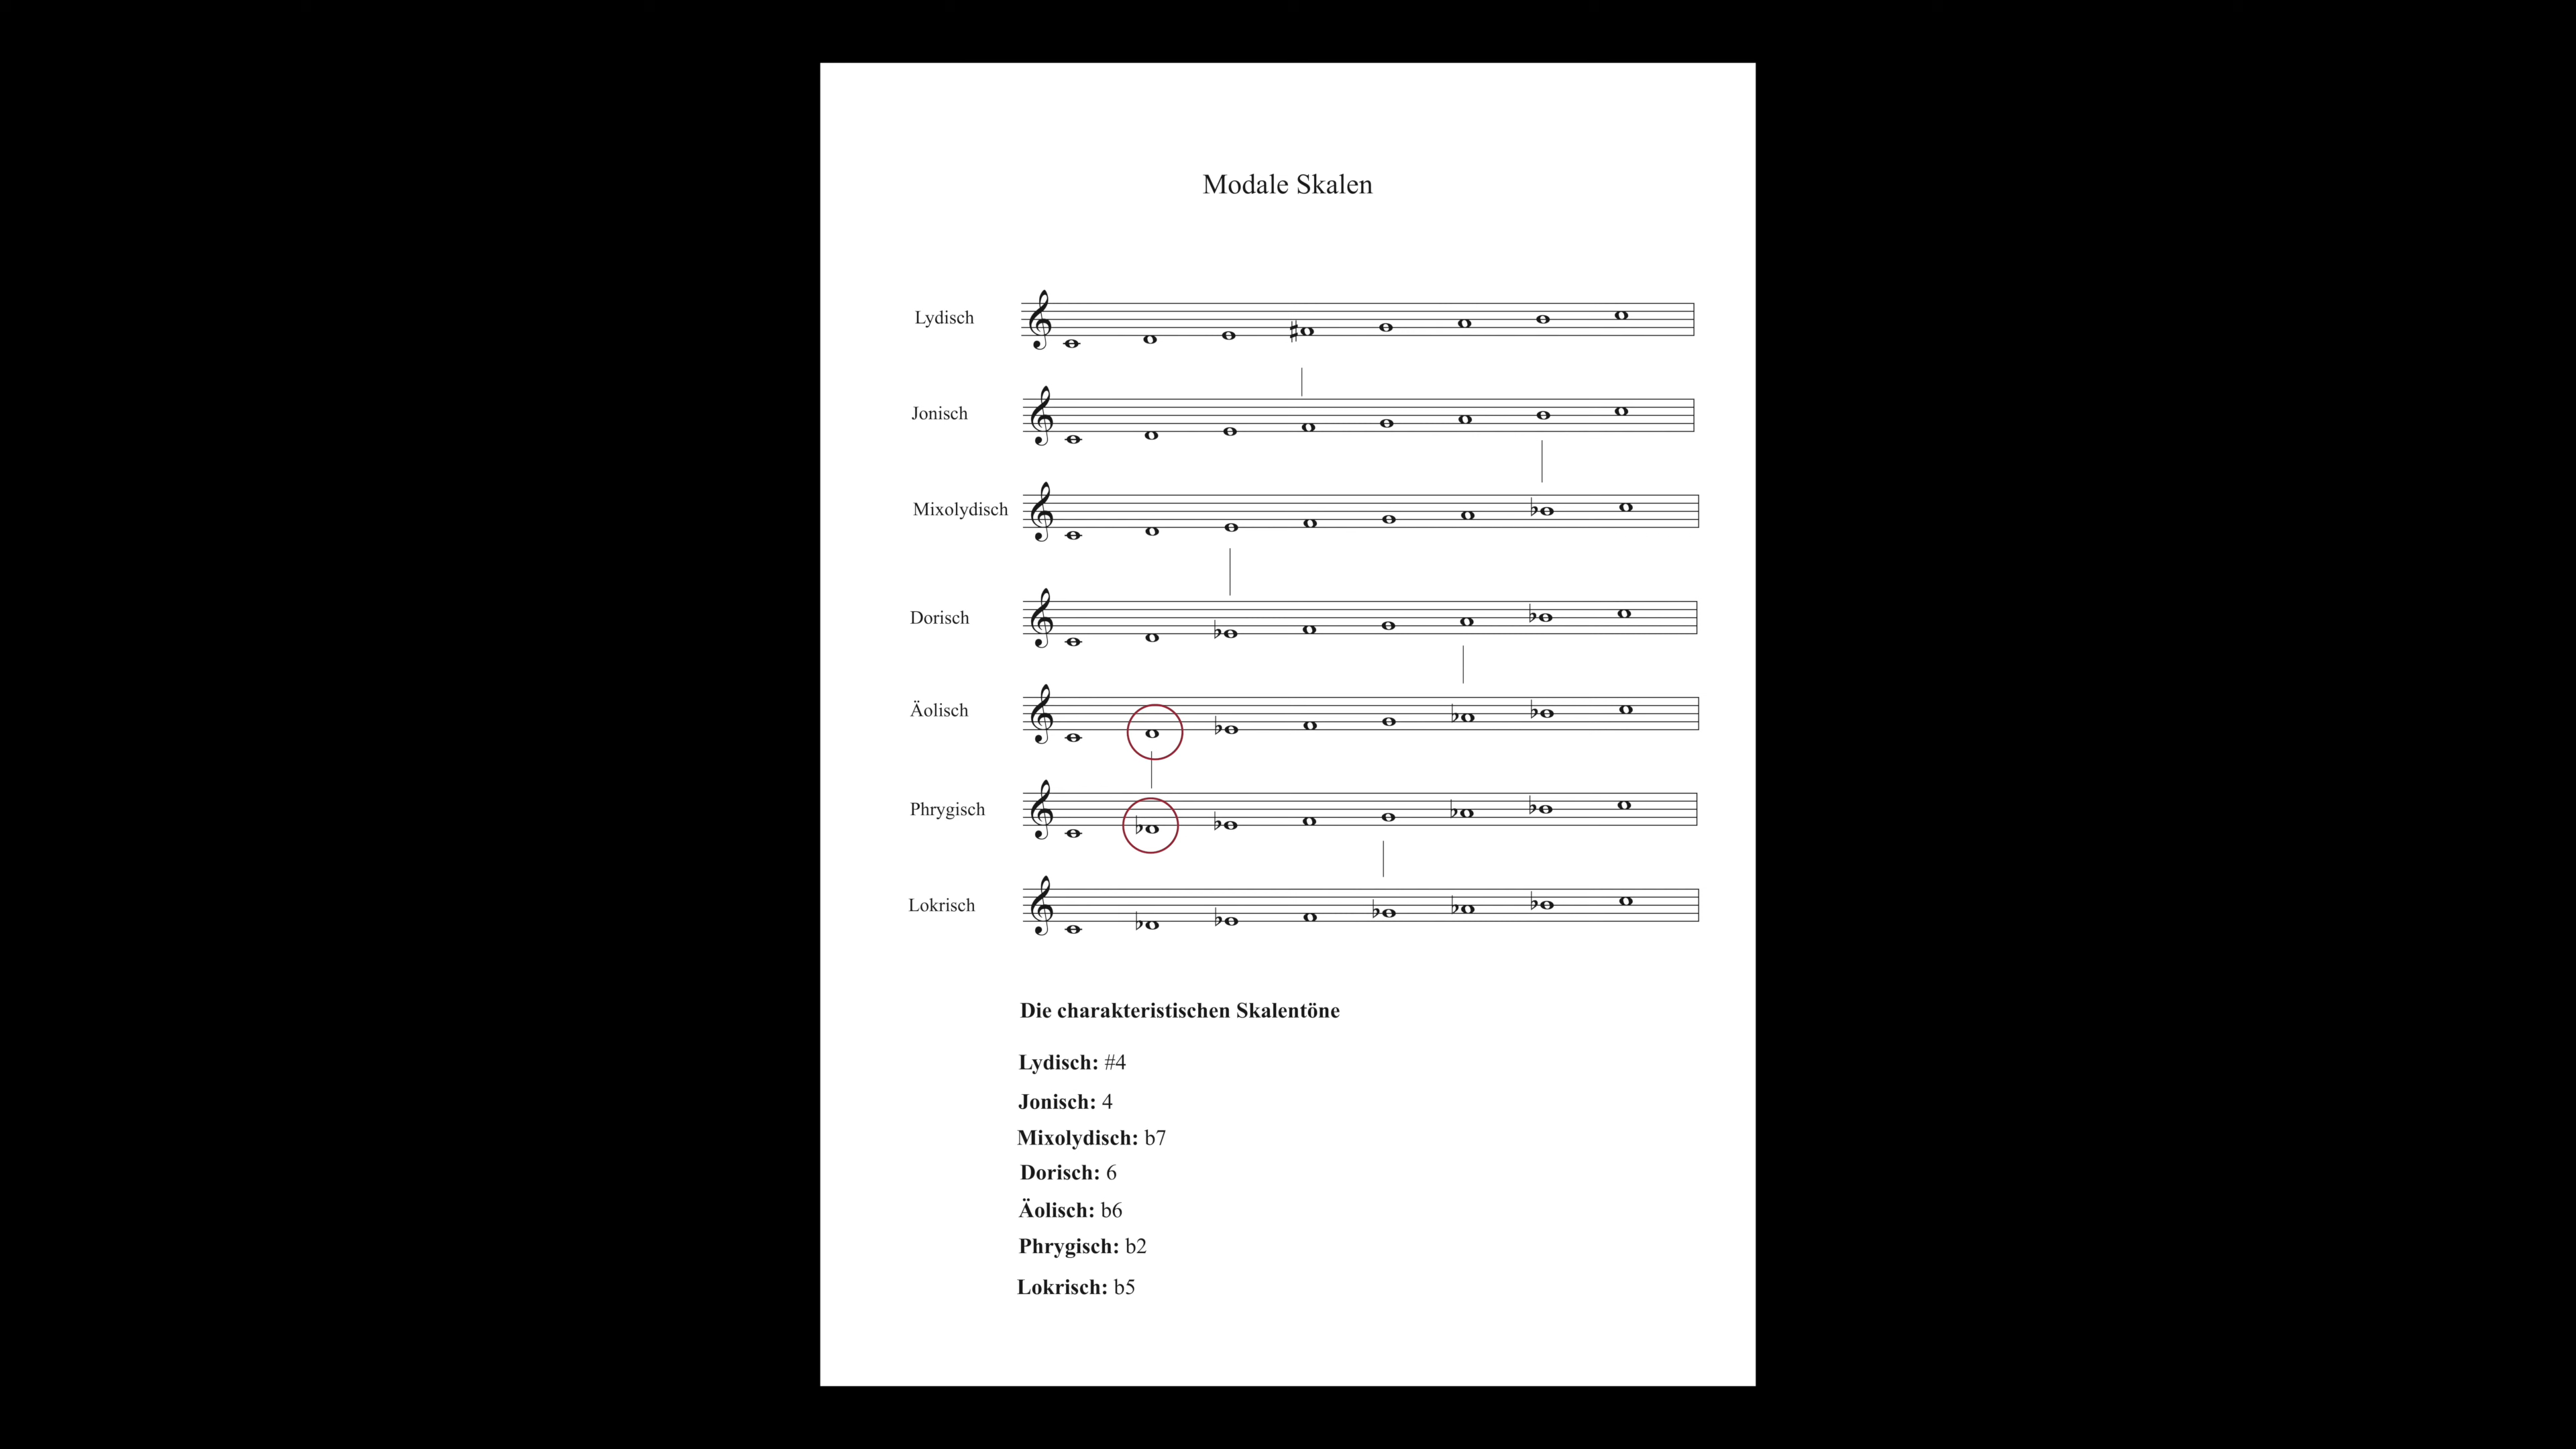 Modale Skalen
Lydisch
Jonisch
Mixolydisch
Dorisch
Äolisch
Phrygisch
Lokrisch
Die charakteristischen Skalentöne
Lydisch: #4
Jonisch: 4
Mixolydisch: b7
Dorisch: 6
Äolisch: b6
Phrygisch: b2
Lokrisch: b5